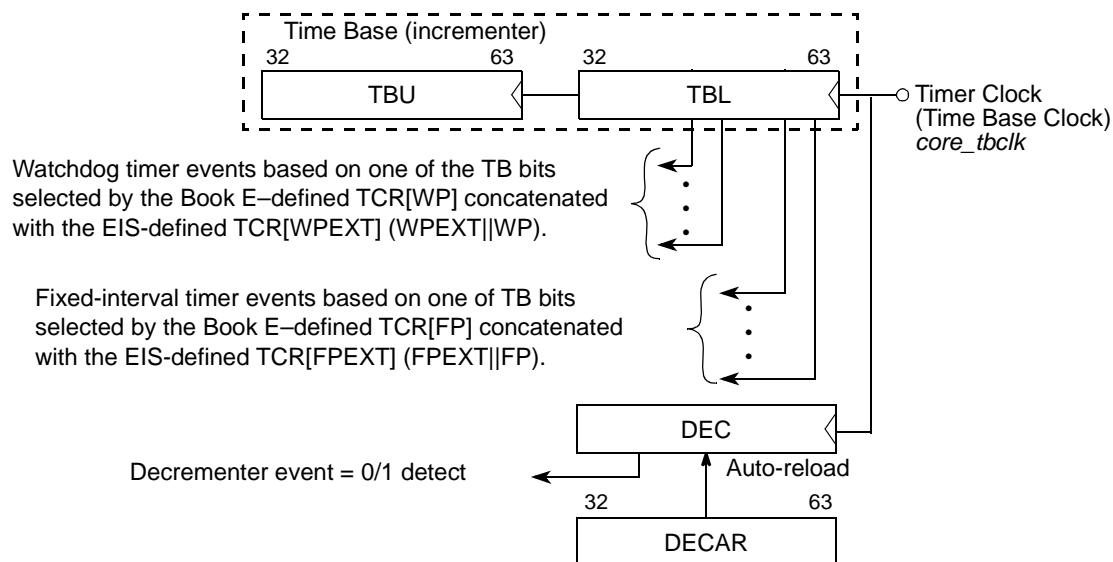 Time Base (incrementer)
32 63 32 63
TBU TBL
Timer Clock
(Time Base Clock)
core_tbclk
Watchdog timer events based on one of the TB bits
selected by the Book E–defined TCR[WP] concatenated
with the EIS-defined TCR[WPEXT] (WPEXT||WP).
Fixed-interval timer events based on one of TB bits
selected by the Book E–defined TCR[FP] concatenated
with the EIS-defined TCR[FPEXT] (FPEXT||FP).
DEC
Decrementer event = 0/1 detect
Auto-reload
32 63
DECAR